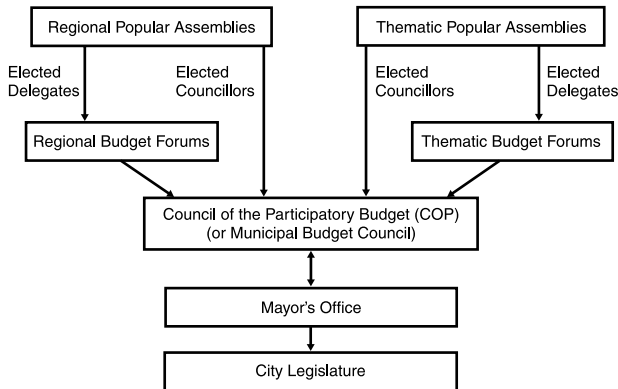 Regional Popular Assemblies
Thematic Popular Assemblies
Elected
Delegates
Elected
Councillors
Elected
Councillors
Elected
Delegates
Regional Budget Forums
Thematic Budget Forums
Council of the Participatory Budget (COP)
(or Municipal Budget Council)
Mayor's Office
City Legislature